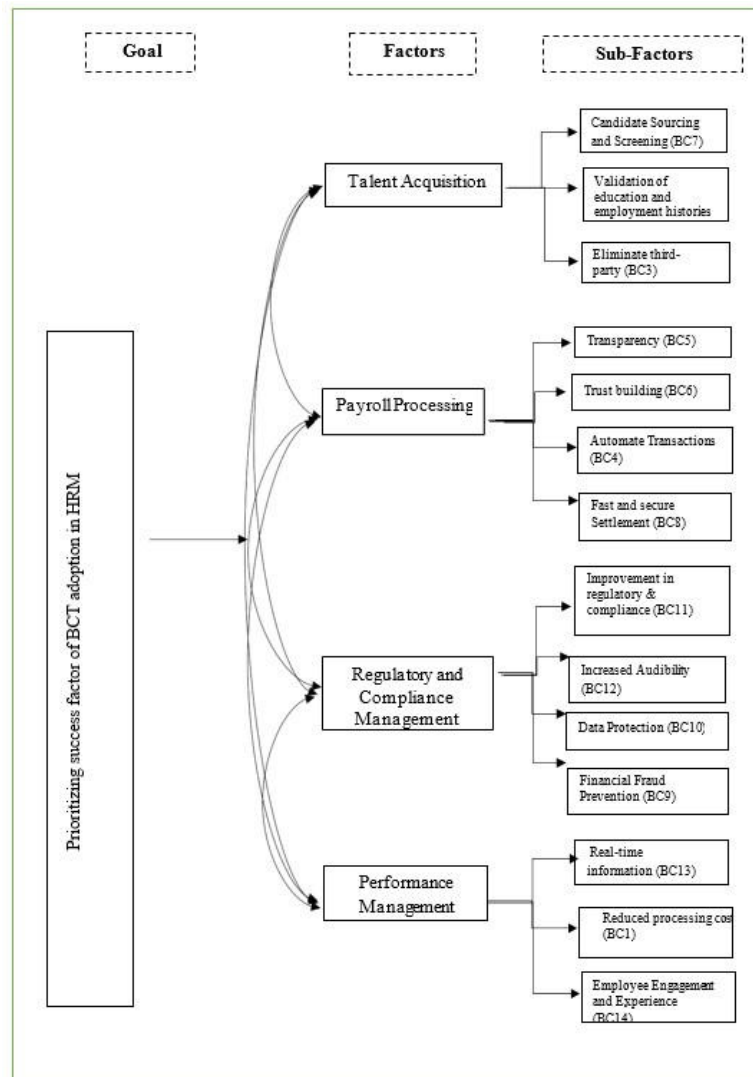 Goal
Factors
Sub-Factors
Prioritizing success factor of BCT adoption in HRM
Talent Acquisition
Candidate Sourcing
and Screening (BC7)
Validation of
education and
employment histories
Eliminate third-
party (BC3)
Payroll Processing
Transparency (BC5)
Trust building (BC6)
Automate Transactions
(BC4)
Fast and secure
Settlement (BC8)
Regulatory and
Compliance
Management
Improvement in
regulatory &
compliance (BC11)
Increased Audibility
(BC12)
Data Protection (BC10)
Financial Fraud
Prevention (BC9)
Performance
Management
Real-time
information (BC13)
Reduced processing cost
(BC1)
Employee Engagement
and Experience
(BC14)